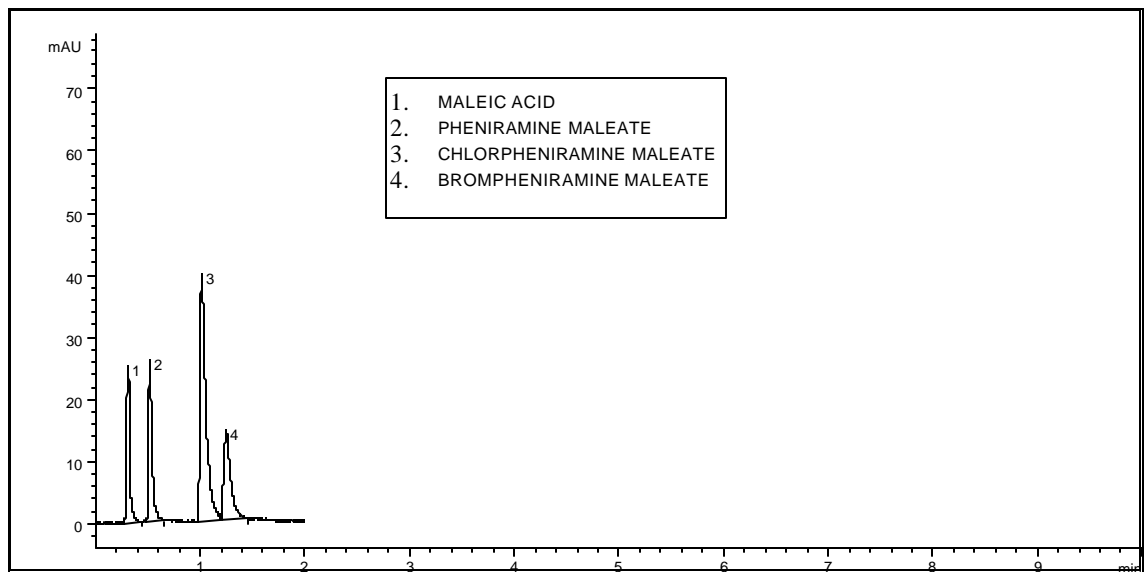 mAU
70
60
50
40
30
20
10
0
1. MALEIC ACID
2. PHENIRAMINE MALEATE
3. CHLORPHENIRAMINE MALEATE
4. BROMPHENIRAMINE MALEATE
1
2
3
4
1 2 3 4 5 6 7 8 9 min